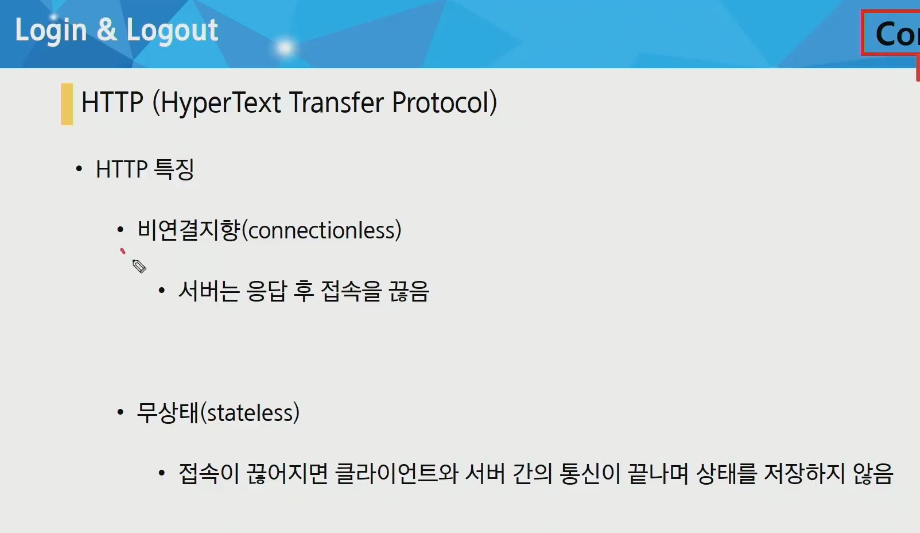 Login & Logout
HTTP (HyperText Transfer Protocol)
• HTTP 특징
• 비연결지향(connectionless)
• 서버는 응답 후 접속을 끊음
• 무상태(stateless)
• 접속이 끊어지면 클라이언트와 서버 간의 통신이 끝나며 상태를 저장하지 않음